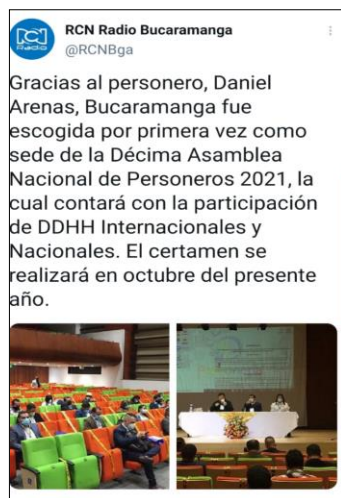 RCN
Radio
RCN Radio Bucaramanga
@RCNBga
Gracias al personero, Daniel
Arenas, Bucaramanga fue
escogida por primera vez como
sede de la Décima Asamblea
Nacional de Personeros 2021, la
cual contará con la participación
de DDHH Internacionales y
Nacionales. El certamen se
realizará en octubre del presente
año.